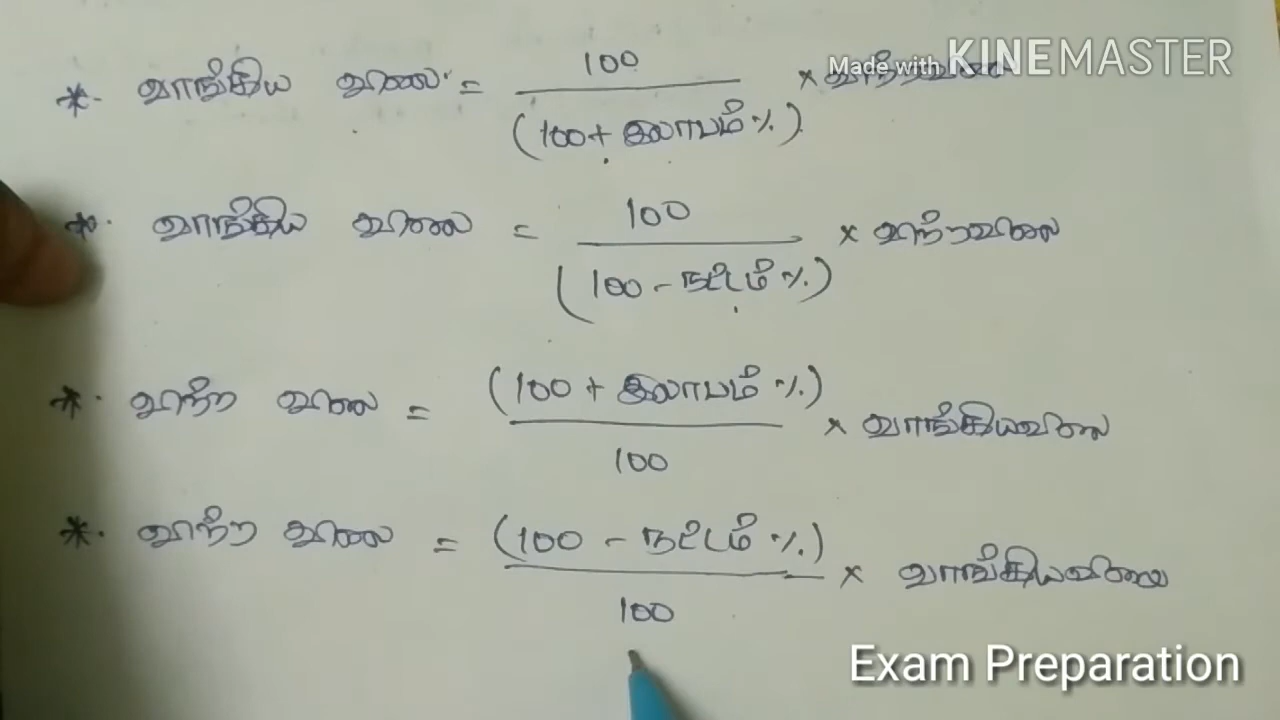 Made with KINEMASTER
* வாங்கிய விலை = 100 / (100 + இலாபம் %) × விற்றவிலை
* வாங்கிய விலை = 100 / (100 - நட்டம் %) × விற்றவிலை
* விற்ற விலை = (100 + இலாபம் %) / 100 × வாங்கியவிலை
* விற்ற விலை = (100 - நட்டம் %) / 100 × வாங்கியவிலை
Exam Preparation